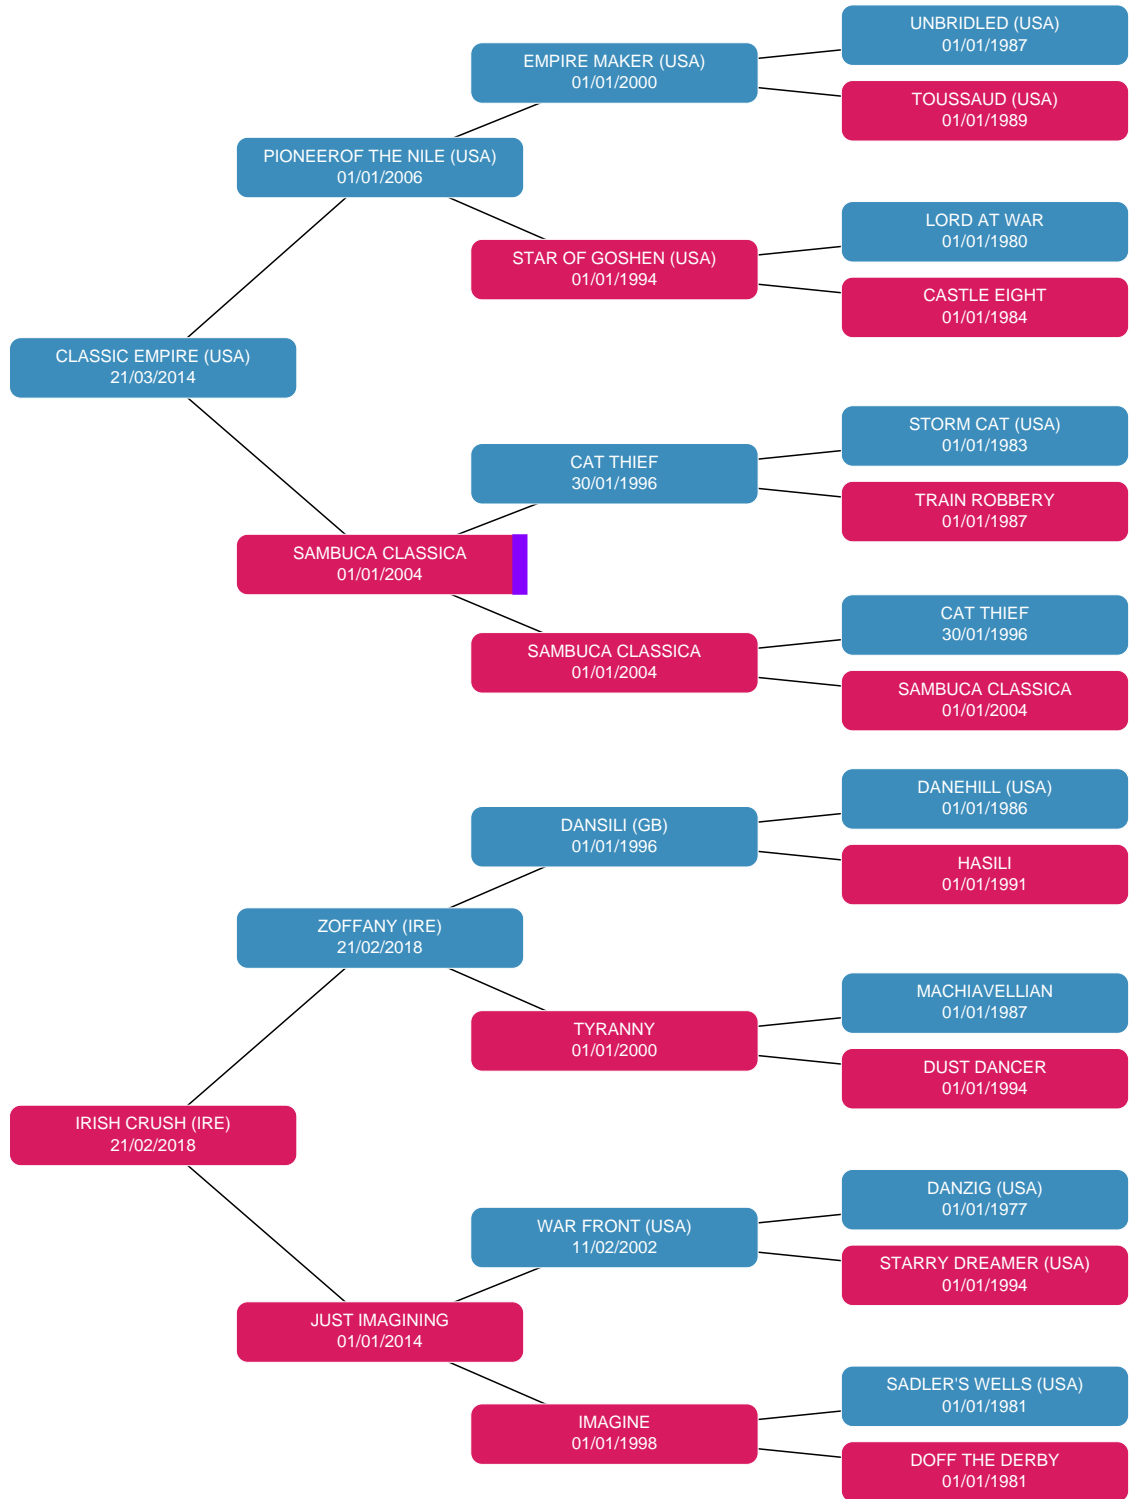 UNBRIDLED (USA)
01/01/1987
EMPIRE MAKER (USA)
01/01/2000
TOUSSAUD (USA)
01/01/1989
PIONEEROF THE NILE (USA)
01/01/2006
LORD AT WAR
01/01/1980
STAR OF GOSHEN (USA)
01/01/1994
CASTLE EIGHT
01/01/1984
CLASSIC EMPIRE (USA)
21/03/2014
STORM CAT (USA)
01/01/1983
CAT THIEF
30/01/1996
TRAIN ROBBERY
01/01/1987
SAMBUCA CLASSICA
01/01/2004
CAT THIEF
30/01/1996
SAMBUCA CLASSICA
01/01/2004
SAMBUCA CLASSICA
01/01/2004
DANEHILL (USA)
01/01/1986
DANSILI (GB)
01/01/1996
HASILI
01/01/1991
ZOFFANY (IRE)
21/02/2018
MACHIAVELLIAN
01/01/1987
TYRANNY
01/01/2000
DUST DANCER
01/01/1994
IRISH CRUSH (IRE)
21/02/2018
DANZIG (USA)
01/01/1977
WAR FRONT (USA)
11/02/2002
STARRY DREAMER (USA)
01/01/1994
JUST IMAGINING
01/01/2014
SADLER'S WELLS (USA)
01/01/1981
IMAGINE
01/01/1998
DOFF THE DERBY
01/01/1981